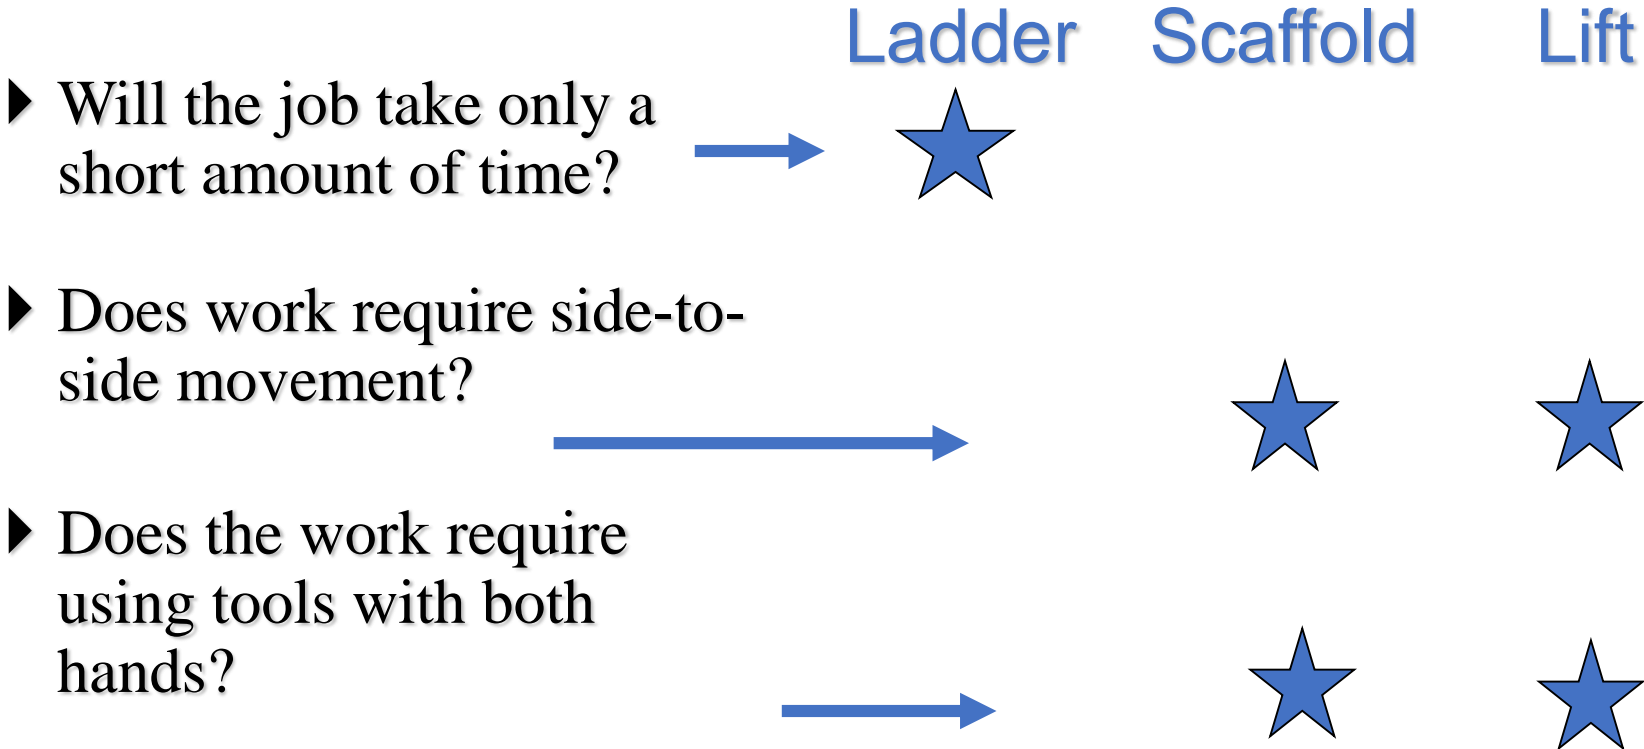 Ladder Scaffold Lift
Will the job take only a
short amount of time?
Does work require side-to-
side movement?
Does the work require
using tools with both
hands?